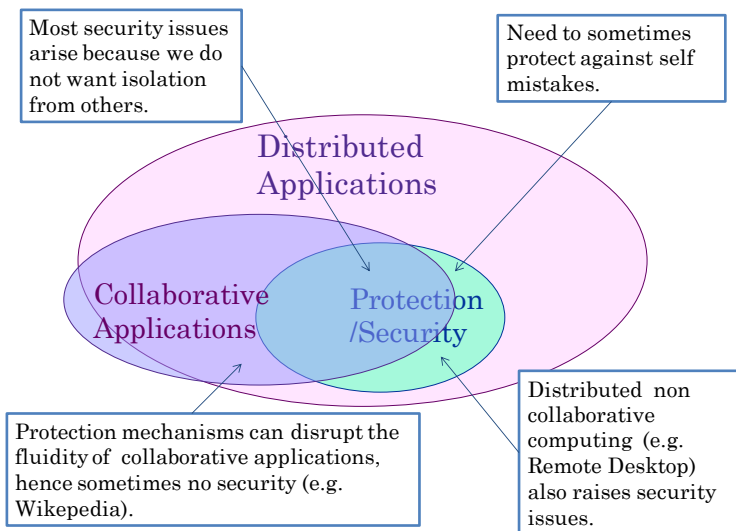 Most security issues
arise because we do
not want isolation
from others.
Need to sometimes
protect against self
mistakes.
Distributed
Applications
Collaborative
Applications
Protection
/Security
Protection mechanisms can disrupt the
fluidity of collaborative applications,
hence sometimes no security (e.g.
Wikepedia).
Distributed non
collaborative
computing (e.g.
Remote Desktop)
also raises security
issues.